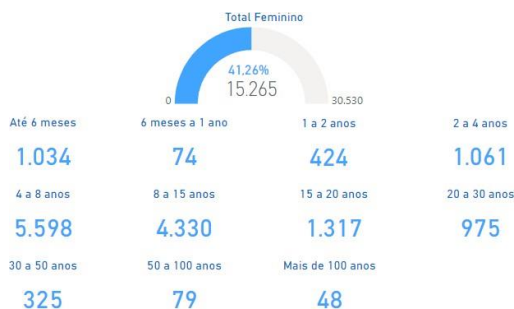 Total Feminino
41,26%
15.265
0
30.530
Até 6 meses
6 meses a 1 ano
1 a 2 anos
2 a 4 anos
1.034
74
424
1.061
4 a 8 anos
8 a 15 anos
15 a 20 anos
20 a 30 anos
5.598
4.330
1.317
975
30 a 50 anos
50 a 100 anos
Mais de 100 anos
325
79
48